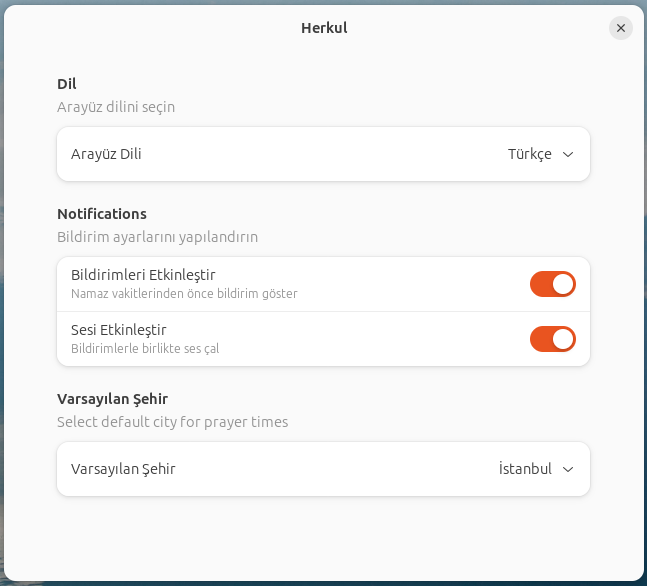 Herkul
Dil
Arayüz dilini seçin
Arayüz Dili
Türkçe
Notifications
Bildirim ayarlarını yapılandırın
Bildirimleri Etkinleştir
Namaz vakitlerinden önce bildirim göster
Sesi Etkinleştir
Bildirimlerle birlikte ses çal
Varsayılan Şehir
Select default city for prayer times
Varsayılan Şehir
İstanbul